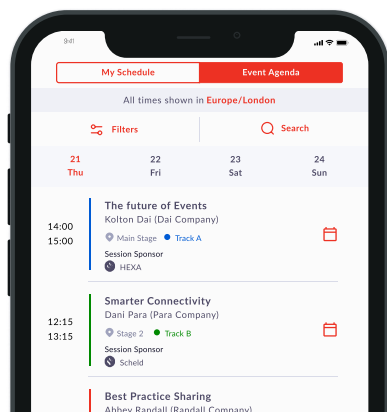 9:41
My Schedule
Event Agenda
All times shown in Europe/London
Filters
Search
21 22 23 24
Thu Fri Sat Sun
14:00
15:00
The future of Events
Kolton Dai (Dai Company)
Main Stage Track A
Session Sponsor
HEXA
12:15
13:15
Smarter Connectivity
Dani Para (Para Company)
Stage 2 Track B
Session Sponsor
Scheld
Best Practice Sharing
Abbey Randall (Randall Company)